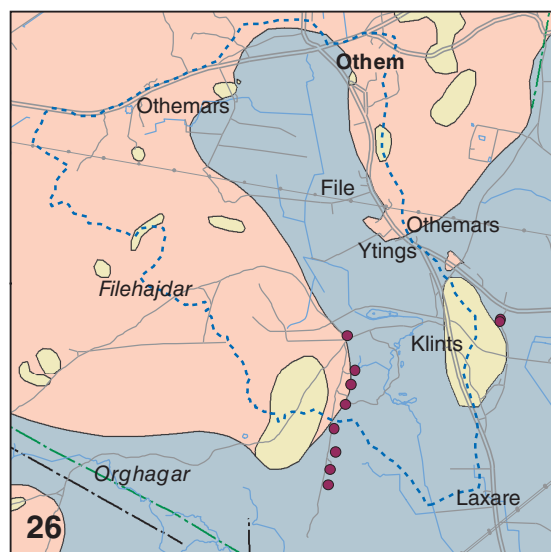 Othem
Othemars
File
Othemars
Ytings
Filehajdar
Klints
Orghagar
Laxare
26